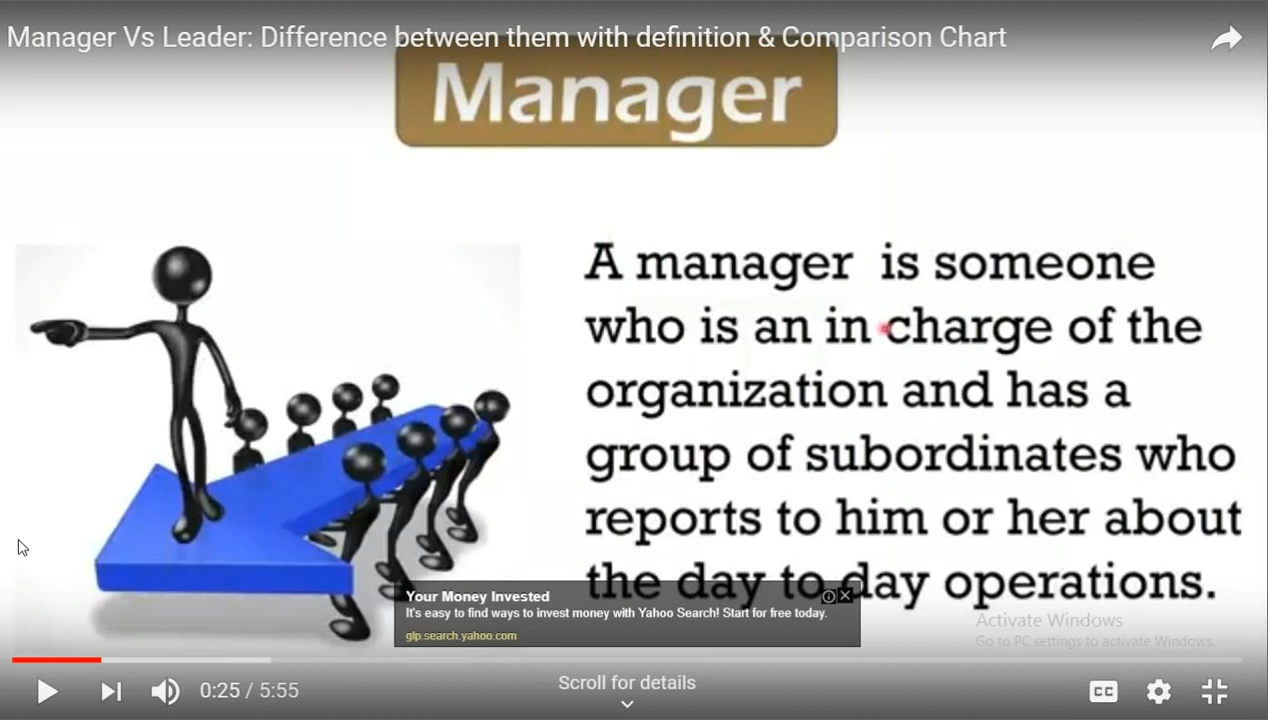 Manager Vs Leader: Difference between them with definition & Comparison Chart
Manager
A manager is someone
who is an in charge of the
organization and has a
group of subordinates who
reports to him or her about
the day to day operations.
Your Money Invested
It's easy to find ways to invest money with Yahoo Search! Start for free today.
glp.search.yahoo.com
Activate Windows
Go to PC settings to activate Windows.
0:25 / 5:55
Scroll for details
CC